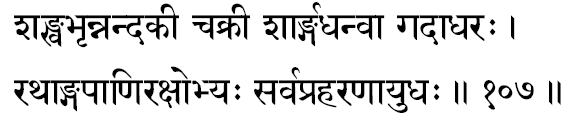 शङ्खभृन्नन्दकी चक्री शार्ङ्गधन्वा गदाधरः ।
रथाङ्गपाणिरक्षोभ्यः सर्वप्रहरणायुधः ॥ १०७ ॥